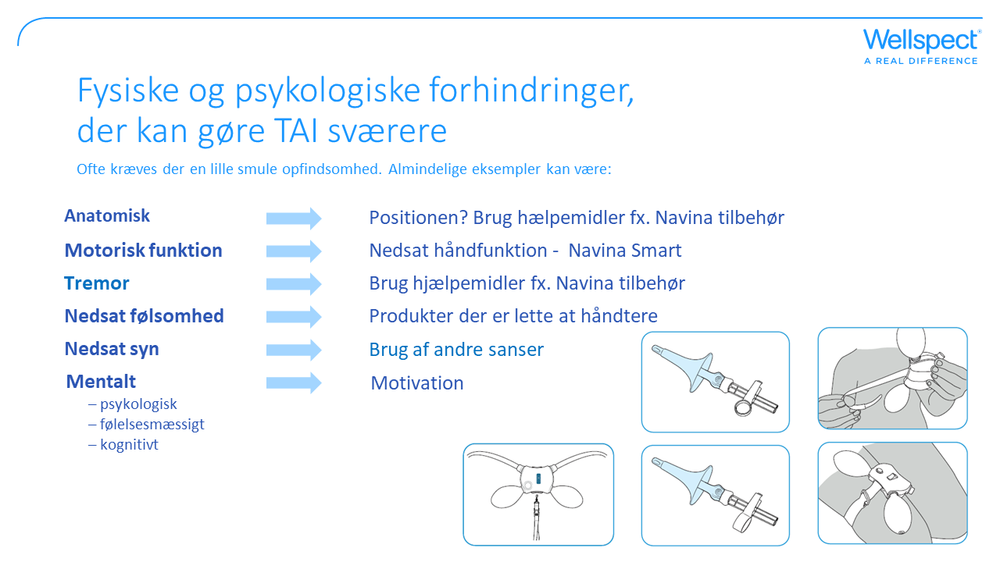 Wellspect®
A REAL DIFFERENCE
Fysiske og psykologiske forhindringer,
der kan gøre TAI sværere
Ofte kræves der en lille smule opfindsomhed. Almindelige eksempler kan være:
Anatomisk Positionen? Brug hælpemidler fx. Navina tilbehør
Motorisk funktion Nedsat håndfunktion - Navina Smart
Tremor Brug hjælpemidler fx. Navina tilbehør
Nedsat følsomhed Produkter der er lette at håndtere
Nedsat syn Brug af andre sanser
Mentalt Motivation
– psykologisk
– følelsesmæssigt
– kognitivt